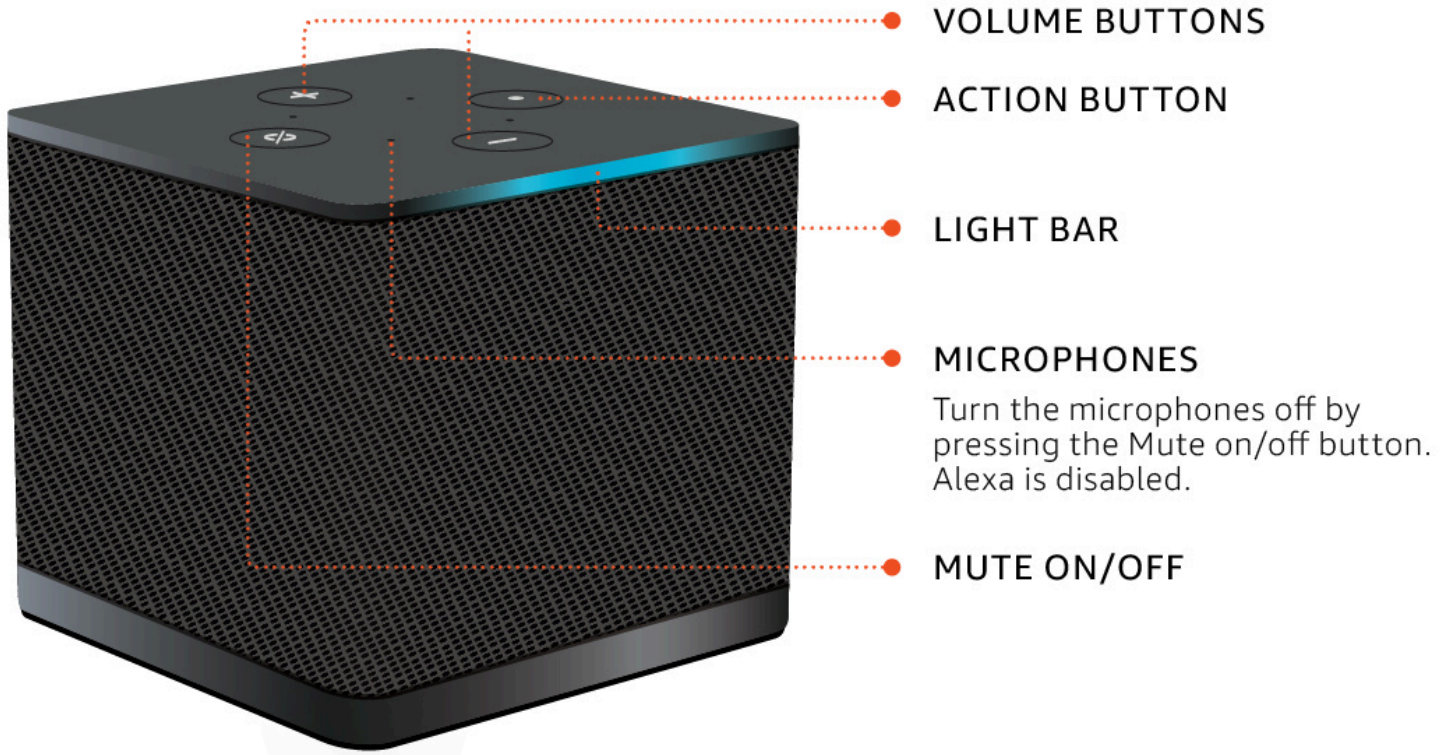 VOLUME BUTTONS
ACTION BUTTON
LIGHT BAR
MICROPHONES
Turn the microphones off by
pressing the Mute on/off button.
Alexa is disabled.
MUTE ON/OFF